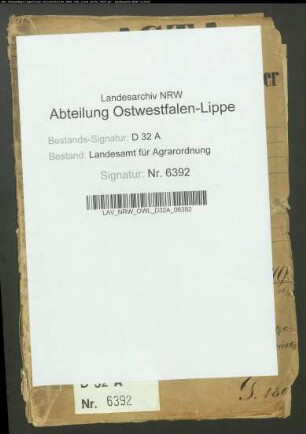 ACTA
Landesarchiv NRW
Abteilung Ostwestfalen-Lippe
Bestands-Signatur: D 32 A
Bestand: Landesamt für Agrarordnung
Signatur: Nr. 6392
LAV_NRW_OWL_D32A_06392
D 32 A
Nr. 6392